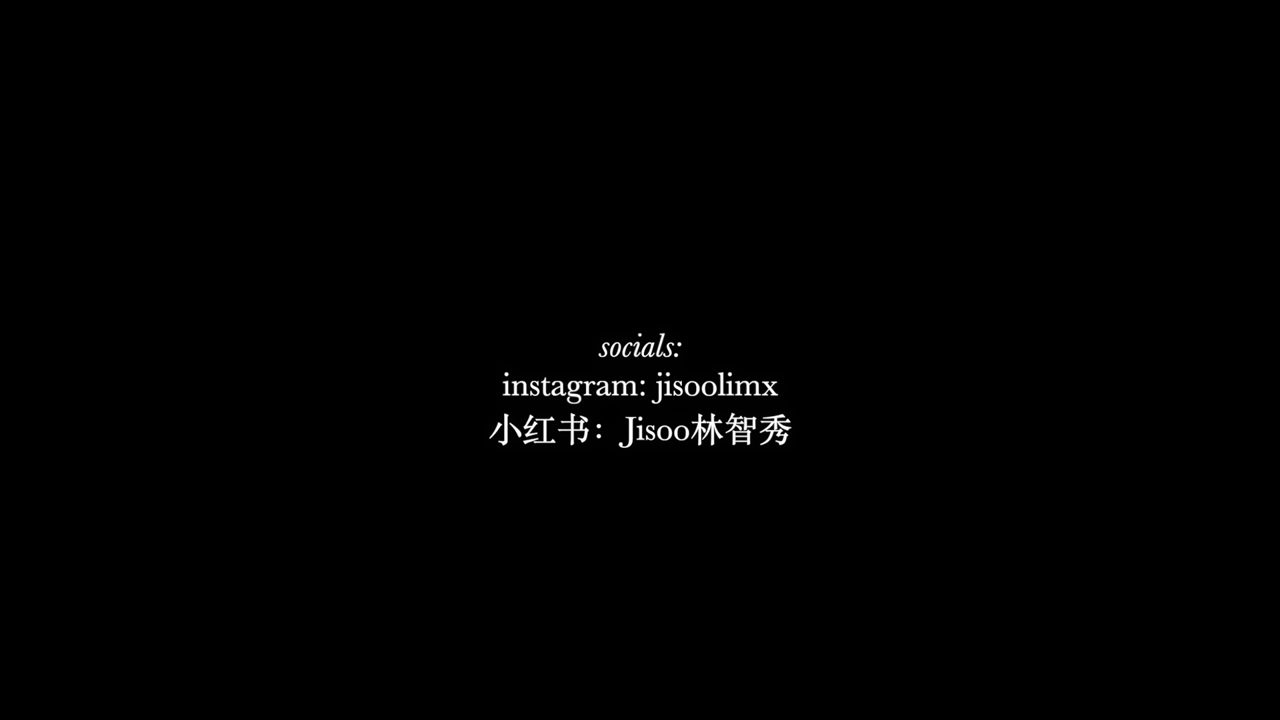 socials:
instagram: jisoolimx
小红书：Jisoo林智秀